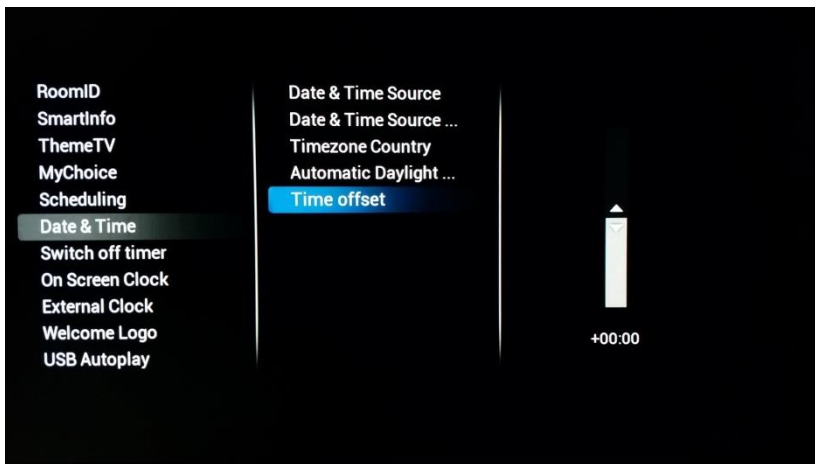 RoomID
SmartInfo
ThemeTV
MyChoice
Scheduling
Date & Time
Switch off timer
On Screen Clock
External Clock
Welcome Logo
USB Autoplay
Date & Time Source
Date & Time Source ...
Timezone Country
Automatic Daylight ...
Time offset
+00:00